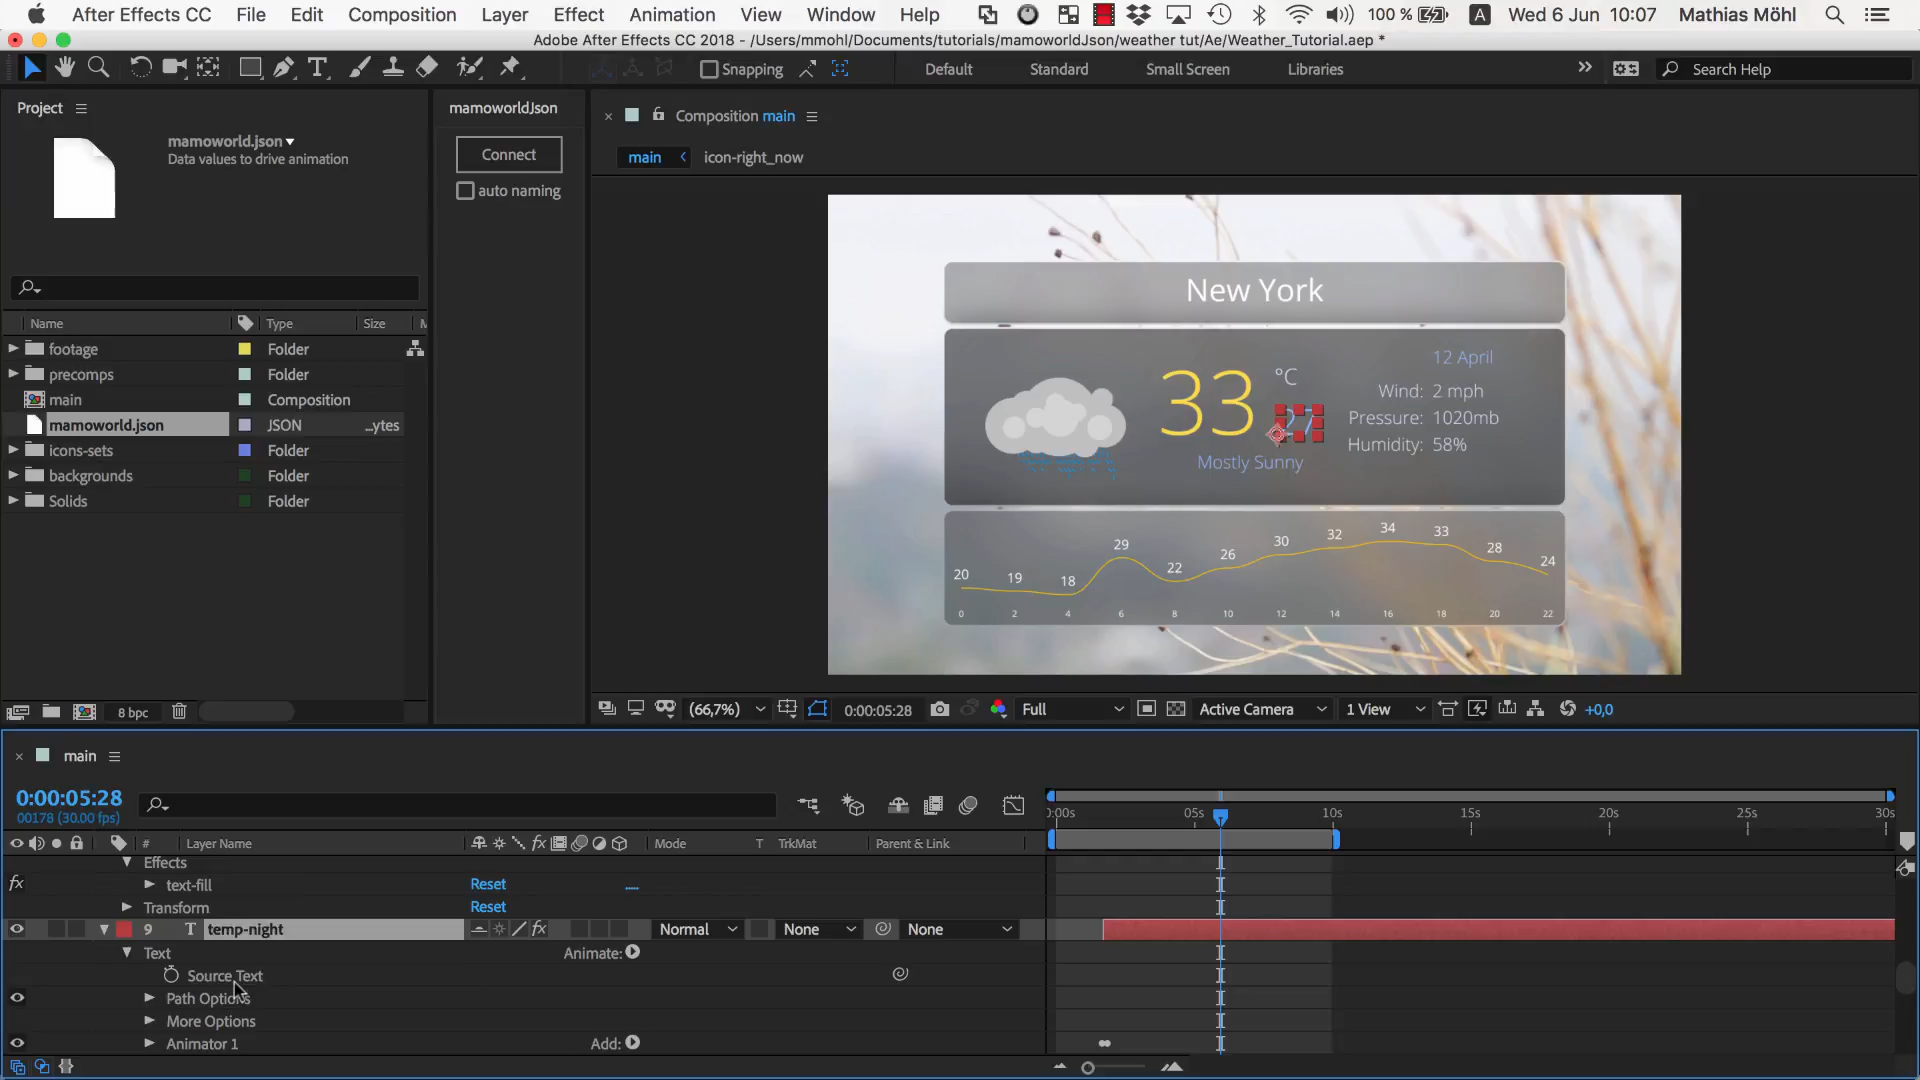 After Effects CC File Edit Composition Layer Effect Animation View Window Help 100 % A Wed 6 Jun 10:07 Mathias Möhl
Adobe After Effects CC 2018 - /Users/mmohl/Documents/tutorials/mamoworldJson/weather tut/Ae/Weather_Tutorial.aep *
Snapping Default Standard Small Screen Libraries Search Help
Project
mamoworld.json
Data values to drive animation
mamoworldJson
Connect
auto naming
Composition main
main icon-right_now
Name Type Size M
footage Folder
precomps Folder
main Composition
mamoworld.json JSON ...ytes
icons-sets Folder
backgrounds Folder
Solids Folder
8 bpc
New York
12 April
33 °C
27
Mostly Sunny
Wind: 2 mph
Pressure: 1020mb
Humidity: 58%
20 19 18 29 22 26 30 32 34 33 28 24
0 2 4 6 8 10 12 14 16 18 20 22
(66,7%) 0:00:05:28 Full Active Camera 1 View +0,0
main
0:00:05:28
00178 (30.00 fps)
0:00s 05s 10s 15s 20s 25s 30s
# Layer Name fx Mode T TrkMat Parent & Link
Effects
fx text-fill Reset .....
Transform Reset
9 T temp-night fx Normal None None
Text Animate:
Source Text
Path Options
More Options
Animator 1 Add: